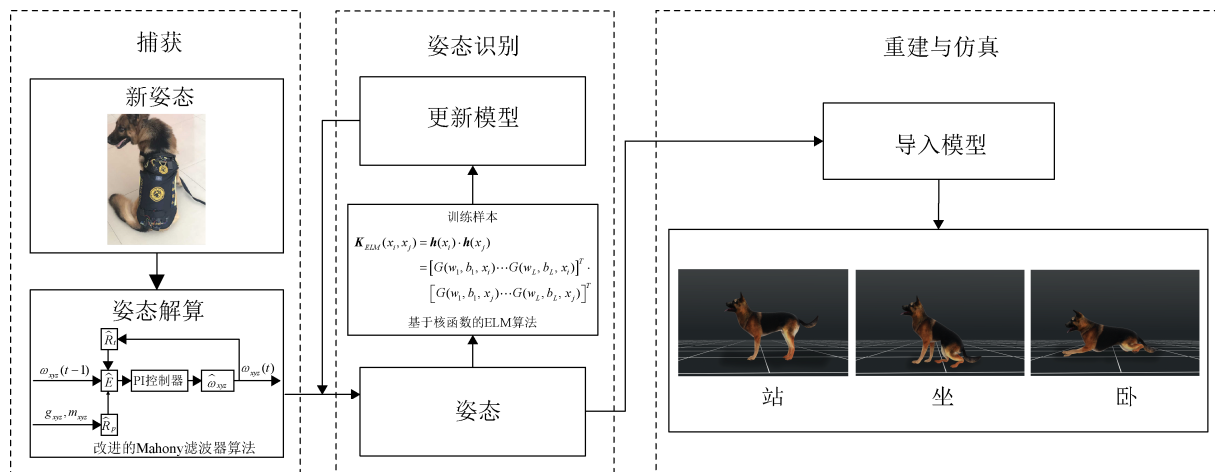 捕获
新姿态
姿态解算
R̂ₜ
ω_xyz(t−1)
Ê
PI控制器
ω̂_xyz
ω_xyz(t)
g_xyz, m_xyz
R̂_p
改进的Mahony滤波器算法
姿态识别
更新模型
训练样本
K_ELM(x_i, x_j) = h(x_i)·h(x_j)
= [G(w_1, b_1, x_i)⋯G(w_L, b_L, x_i)]^T ·
[G(w_1, b_1, x_j)⋯G(w_L, b_L, x_j)]^T
基于核函数的ELM算法
姿态
重建与仿真
导入模型
站 坐 卧